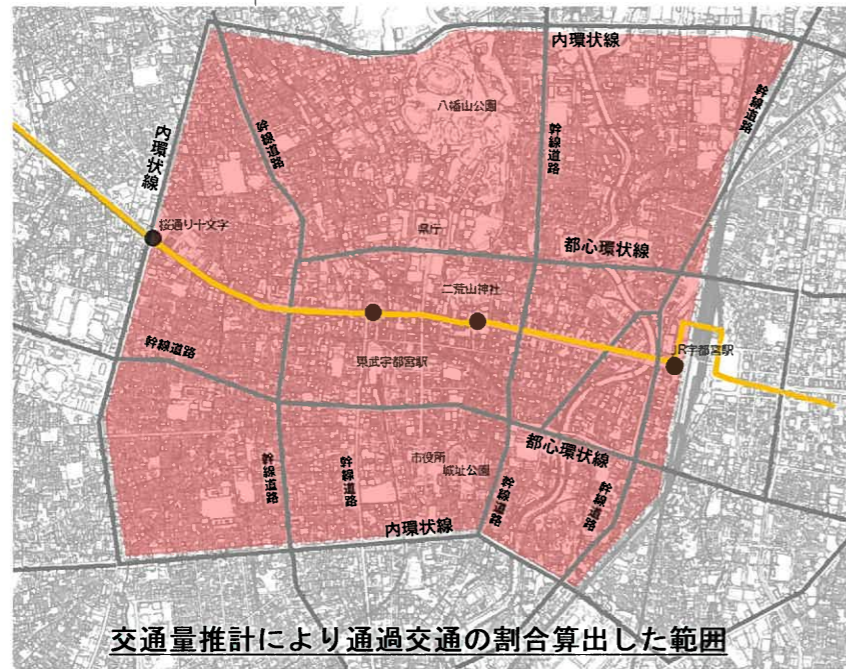 内環状線
幹線道路
八幡山公園
幹線道路
幹線道路
内環状線
桜通り十文字
県庁
都心環状線
二荒山神社
幹線道路
東武宇都宮駅
JR宇都宮駅
都心環状線
市役所
城址公園
幹線道路
幹線道路
幹線道路
幹線道路
内環状線
交通量推計により通過交通の割合算出した範囲